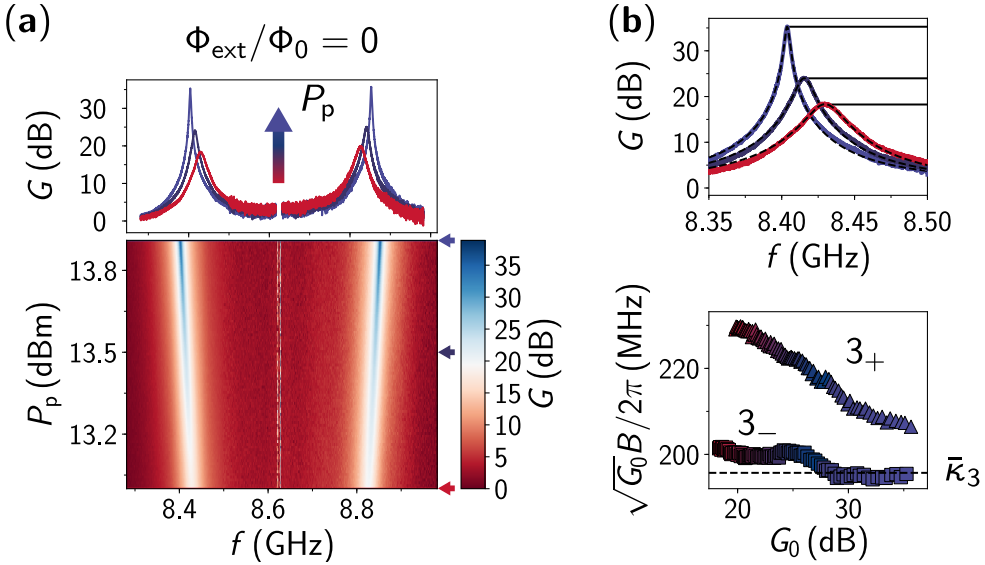 (a)
Φext/Φ0 = 0
Pp
G (dB)
30
20
10
0
Pp (dBm)
13.8
13.5
13.2
8.4 8.6 8.8
f (GHz)
35
30
25
20
15
10
5
0
G (dB)
(b)
G (dB)
30
20
10
0
8.35 8.40 8.45 8.50
f (GHz)
√G0B/2π (MHz)
220
200
3+
3−
κ̄3
20 30
G0 (dB)